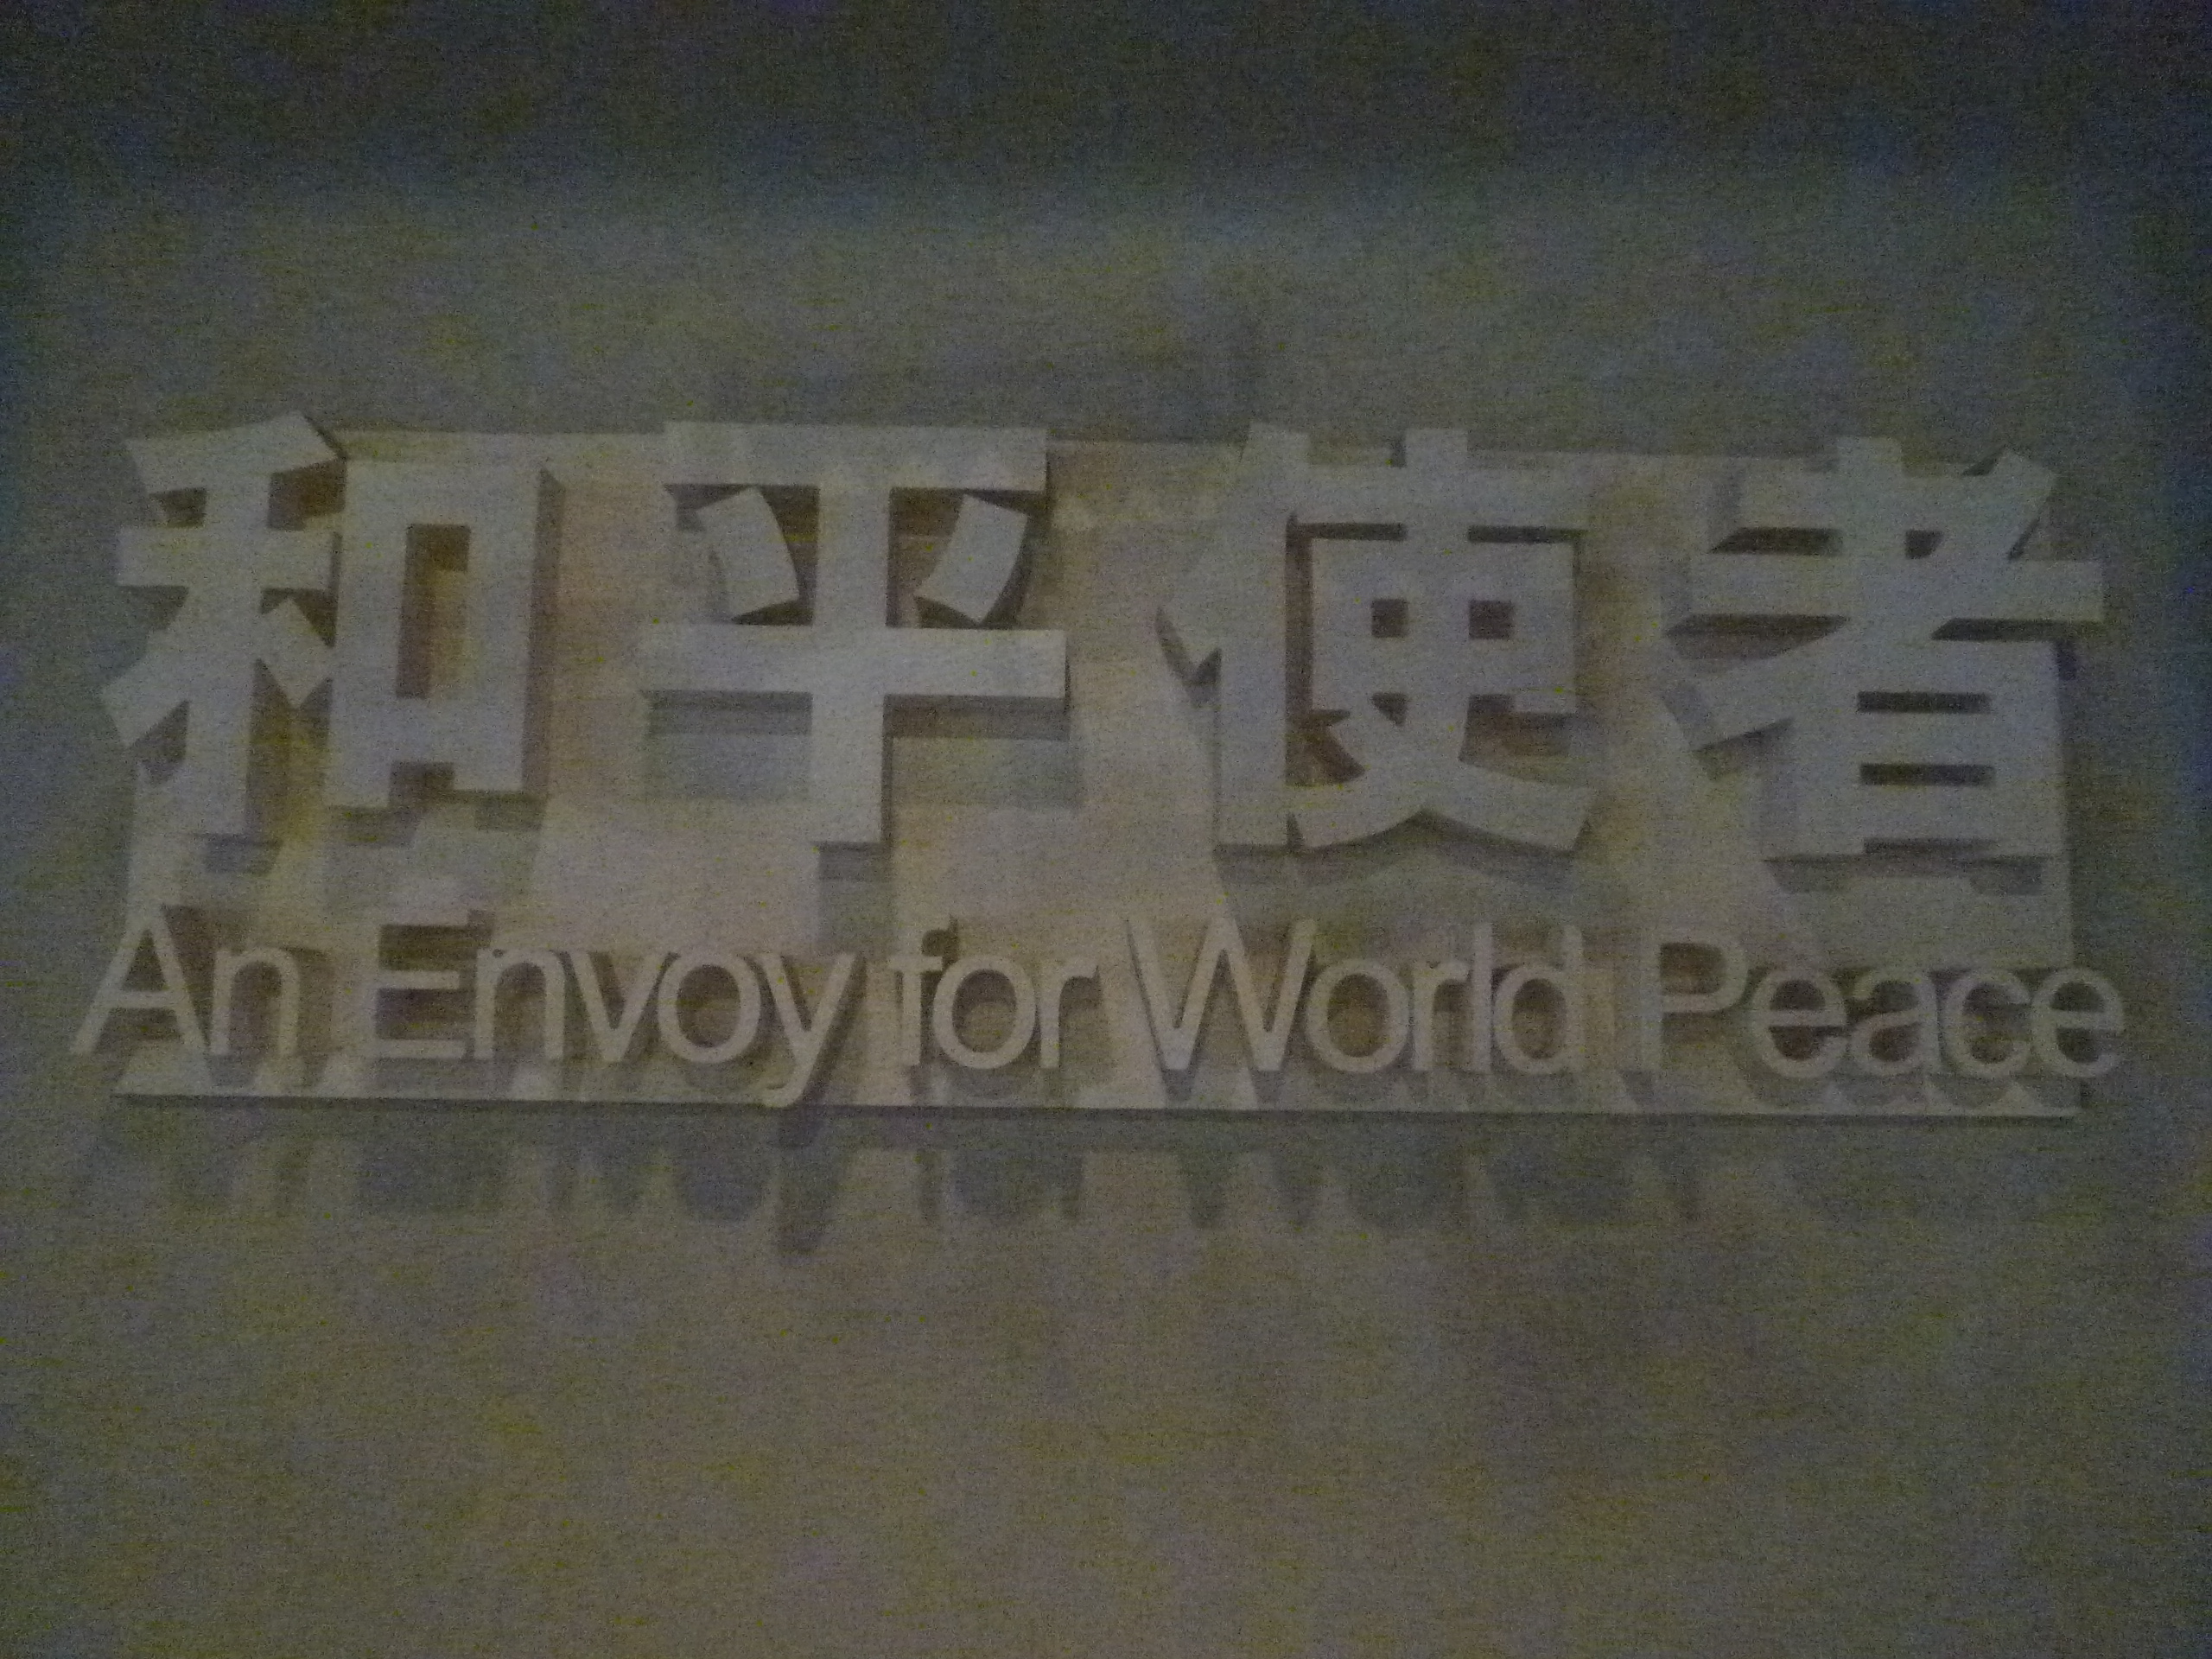 和平使者
An Envoy for World Peace